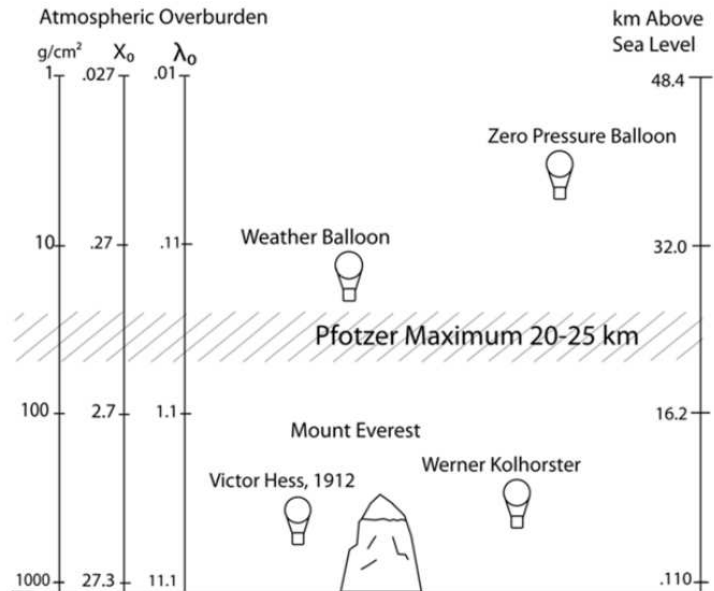 Atmospheric Overburden
km Above
Sea Level
g/cm² X₀ λ₀
1 .027 .01 48.4
Zero Pressure Balloon
Weather Balloon
10 .27 .11 32.0
Pfotzer Maximum 20-25 km
100 2.7 1.1 16.2
Mount Everest
Werner Kolhorster
Victor Hess, 1912
1000 27.3 11.1 .110